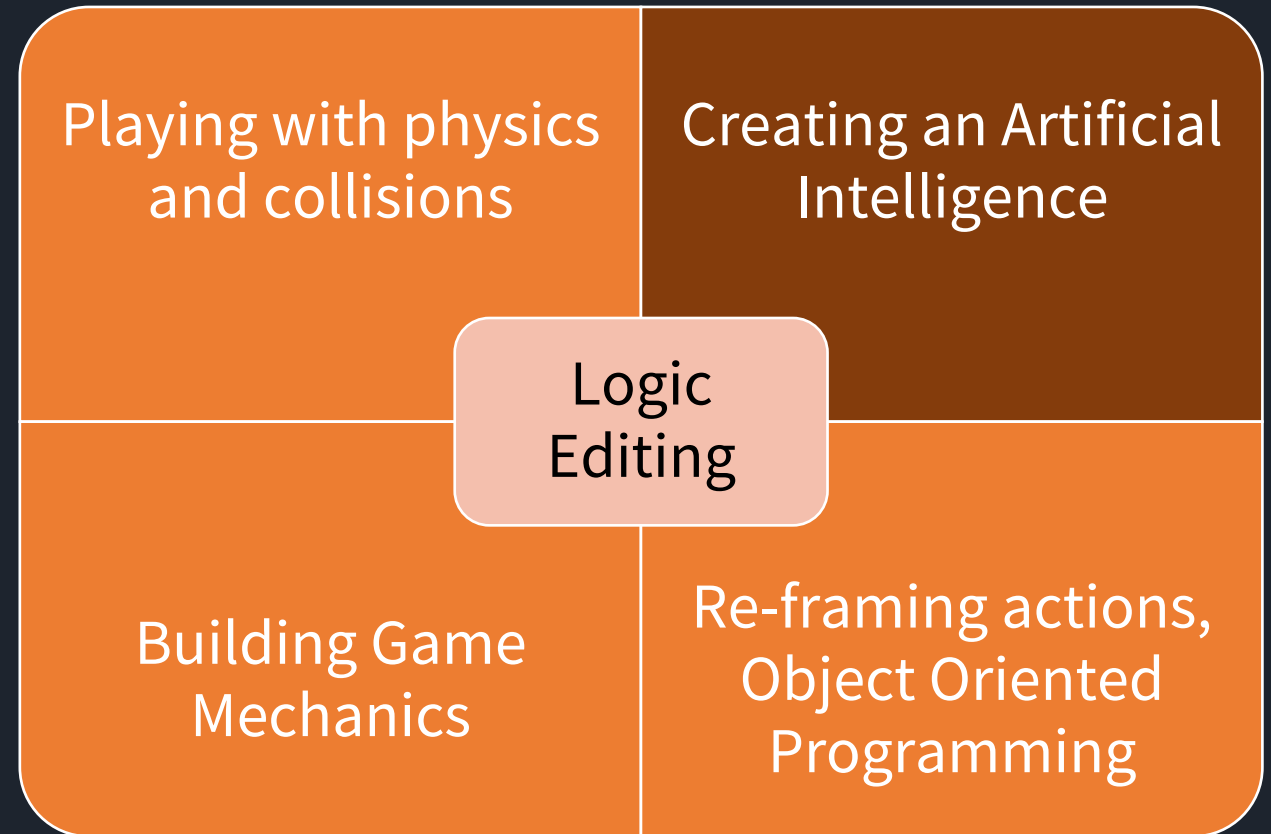 Playing with physics
and collisions
Creating an Artificial
Intelligence
Logic
Editing
Building Game
Mechanics
Re-framing actions,
Object Oriented
Programming